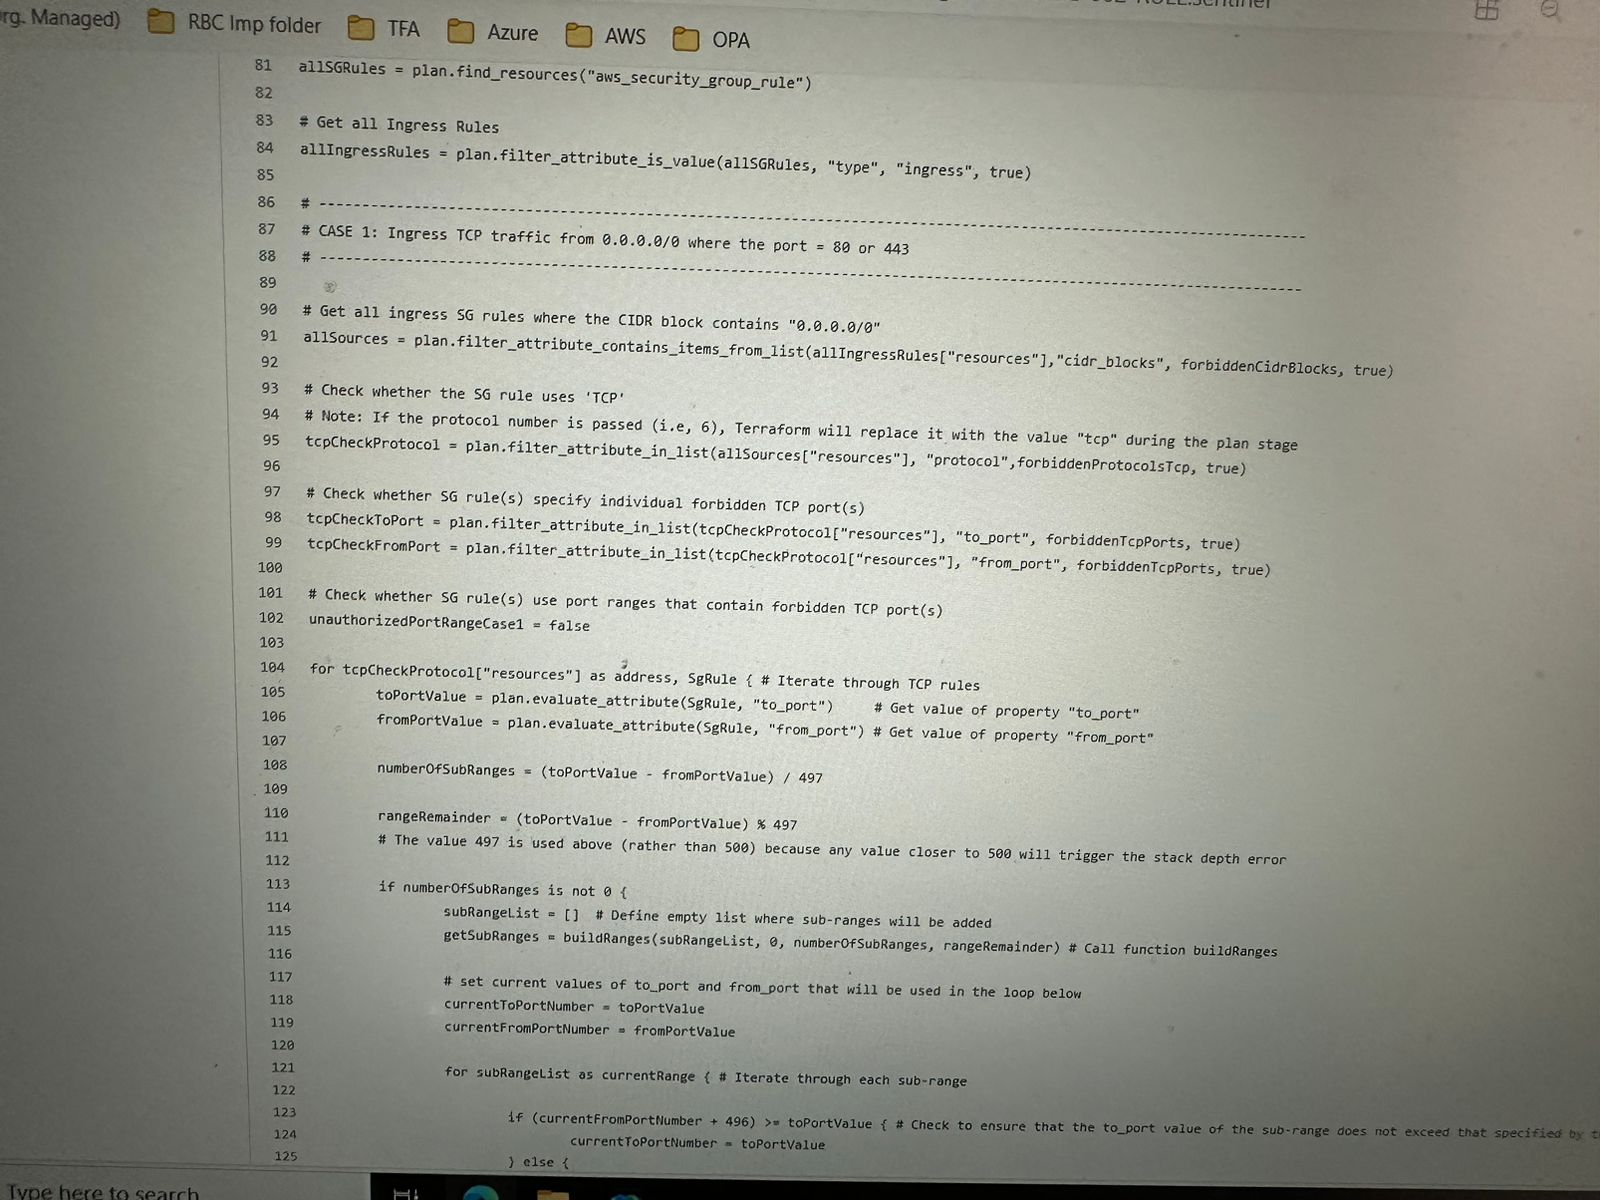 RBC Imp folder TFA Azure AWS OPA
81 allSGRules = plan.find_resources("aws_security_group_rule")
82
83 # Get all Ingress Rules
84 allIngressRules = plan.filter_attribute_is_value(allSGRules, "type", "ingress", true)
85
86 # ------------------------------------------------------------------------------------------------------------------------
87 # CASE 1: Ingress TCP traffic from 0.0.0.0/0 where the port = 80 or 443
88 # ------------------------------------------------------------------------------------------------------------------------
89
90 # Get all ingress SG rules where the CIDR block contains "0.0.0.0/0"
91 allSources = plan.filter_attribute_contains_items_from_list(allIngressRules["resources"],"cidr_blocks", forbiddenCidrBlocks, true)
92
93 # Check whether the SG rule uses 'TCP'
94 # Note: If the protocol number is passed (i.e, 6), Terraform will replace it with the value "tcp" during the plan stage
95 tcpCheckProtocol = plan.filter_attribute_in_list(allSources["resources"], "protocol",forbiddenProtocolsTcp, true)
96
97 # Check whether SG rule(s) specify individual forbidden TCP port(s)
98 tcpCheckToPort = plan.filter_attribute_in_list(tcpCheckProtocol["resources"], "to_port", forbiddenTcpPorts, true)
99 tcpCheckFromPort = plan.filter_attribute_in_list(tcpCheckProtocol["resources"], "from_port", forbiddenTcpPorts, true)
100
101 # Check whether SG rule(s) use port ranges that contain forbidden TCP port(s)
102 unauthorizedPortRangeCase1 = false
103
104 for tcpCheckProtocol["resources"] as address, SgRule { # Iterate through TCP rules
105 toPortValue = plan.evaluate_attribute(SgRule, "to_port") # Get value of property "to_port"
106 fromPortValue = plan.evaluate_attribute(SgRule, "from_port") # Get value of property "from_port"
107
108 numberOfSubRanges = (toPortValue - fromPortValue) / 497
109
110 rangeRemainder = (toPortValue - fromPortValue) % 497
111 # The value 497 is used above (rather than 500) because any value closer to 500 will trigger the stack depth error
112
113 if numberOfSubRanges is not 0 {
114 subRangeList = [] # Define empty list where sub-ranges will be added
115 getSubRanges = buildRanges(subRangeList, 0, numberOfSubRanges, rangeRemainder) # Call function buildRanges
116
117 # set current values of to_port and from_port that will be used in the loop below
118 currentToPortNumber = toPortValue
119 currentFromPortNumber = fromPortValue
120
121 for subRangeList as currentRange { # Iterate through each sub-range
122
123 if (currentFromPortNumber + 496) >= toPortValue { # Check to ensure that the to_port value of the sub-range does not exceed that specified by
124 currentToPortNumber = toPortValue
125 } else {
Type here to search